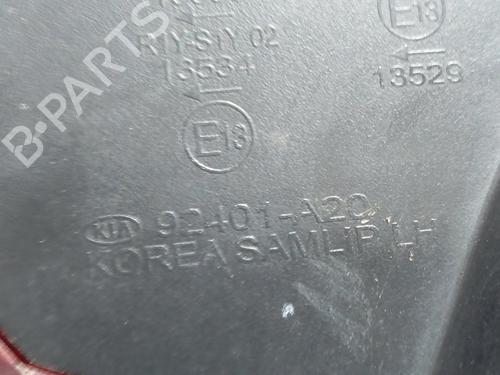 R1Y-S1Y 02
13534
E13
E13
13529
KIA 92401-A20
KOREA SAMLIP LH
B-PARTS